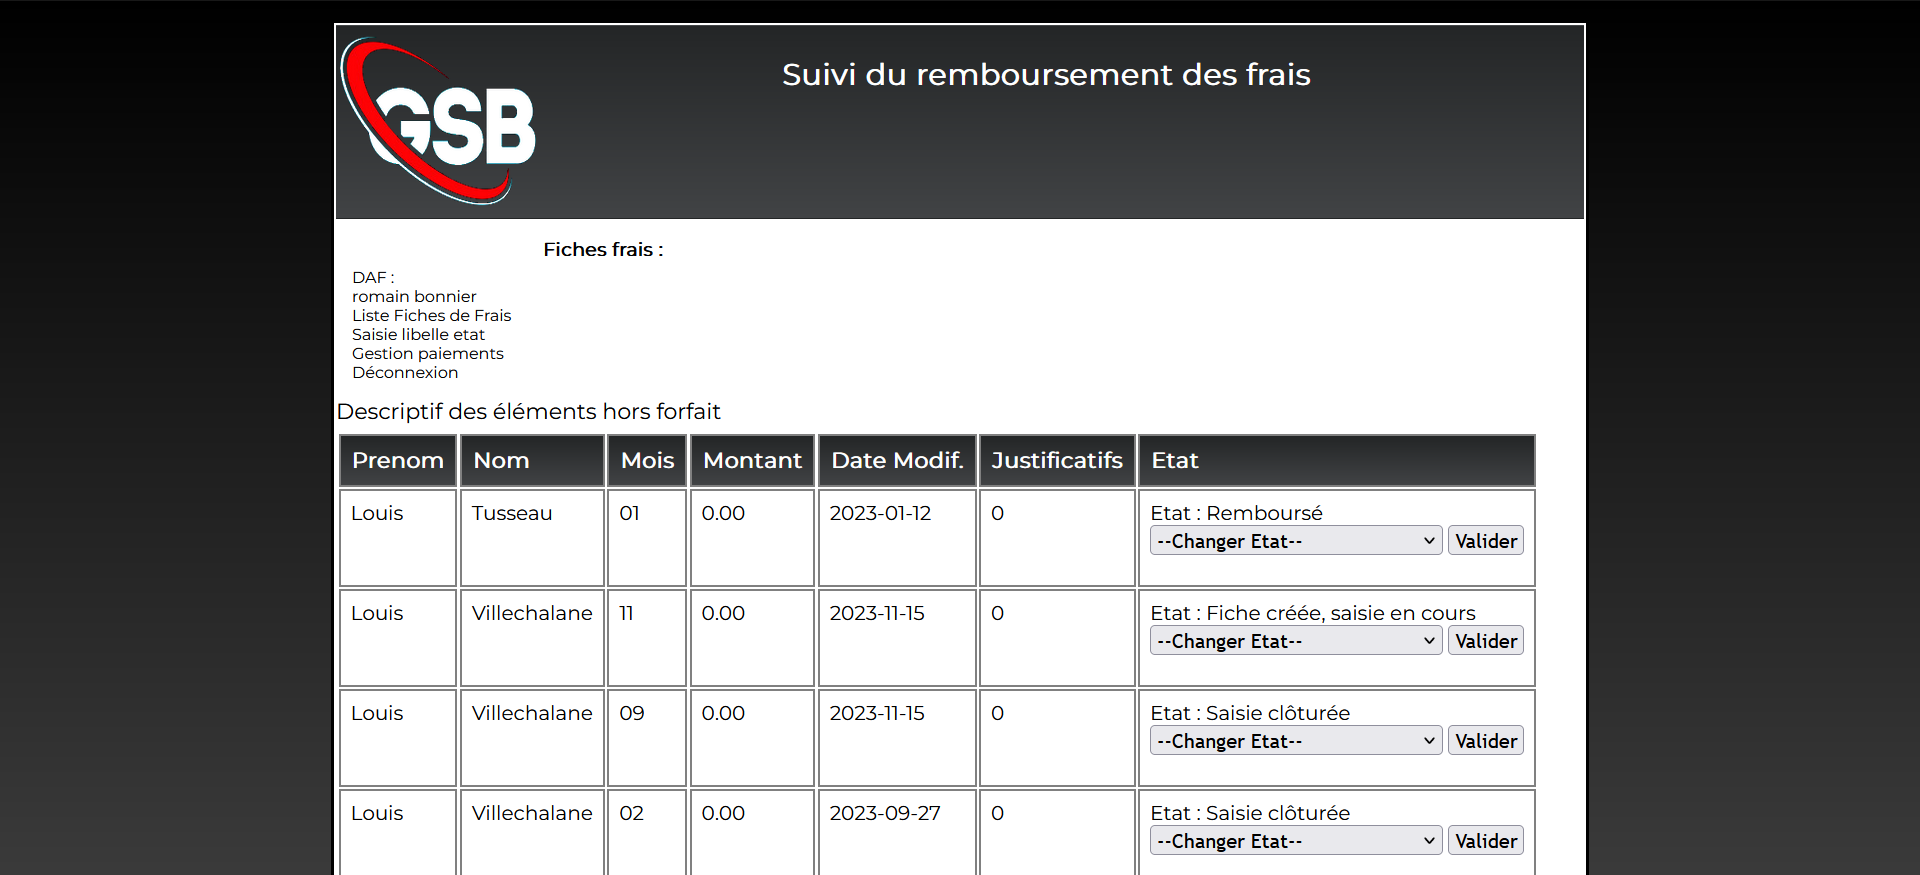 GSB
Suivi du remboursement des frais
Fiches frais :
DAF :
romain bonnier
Liste Fiches de Frais
Saisie libelle etat
Gestion paiements
Déconnexion
Descriptif des éléments hors forfait
Prenom Nom Mois Montant Date Modif. Justificatifs Etat
Louis Tusseau 01 0.00 2023-01-12 0 Etat : Remboursé
--Changer Etat-- Valider
Louis Villechalane 11 0.00 2023-11-15 0 Etat : Fiche créée, saisie en cours
--Changer Etat-- Valider
Louis Villechalane 09 0.00 2023-11-15 0 Etat : Saisie clôturée
--Changer Etat-- Valider
Louis Villechalane 02 0.00 2023-09-27 0 Etat : Saisie clôturée
--Changer Etat-- Valider